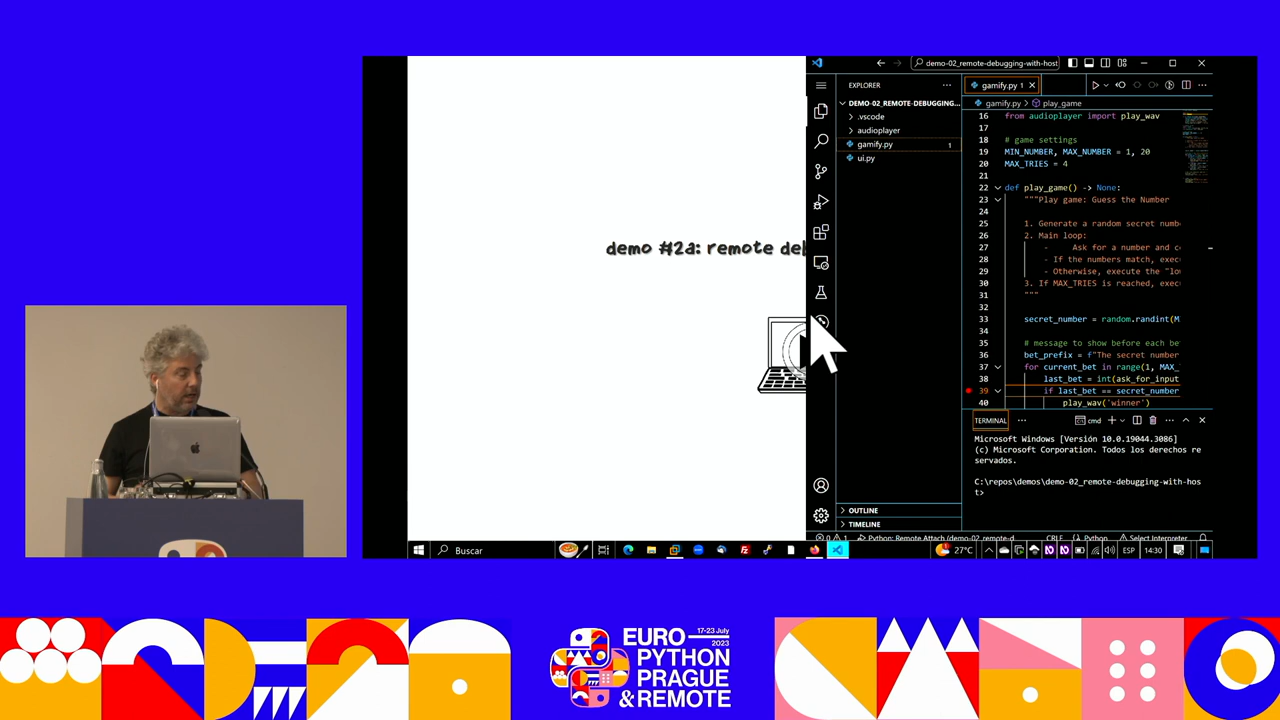 demo #2a: remote deb
demo-02_remote-debugging-with-host
EXPLORER
DEMO-02_REMOTE-DEBUGGING...
.vscode
audioplayer
gamify.py 1
ui.py
OUTLINE
TIMELINE
gamify.py 1
gamify.py > play_game
16 from audioplayer import play_wav
17
18 # game settings
19 MIN_NUMBER, MAX_NUMBER = 1, 20
20 MAX_TRIES = 4
21
22 def play_game() -> None:
23 """Play game: Guess the Number
24
25 1. Generate a random secret numb
26 2. Main loop:
27 - Ask for a number and c
28 - If the numbers match, exec
29 - Otherwise, execute the "lo
30 3. If MAX_TRIES is reached, exec
31 """
32
33 secret_number = random.randint(M
34
35 # message to show before each be
36 bet_prefix = f"The secret number
37 for current_bet in range(1, MAX_
38 last_bet = int(ask_for_input
39 if last_bet == secret_number
40 play_wav('winner')
TERMINAL
cmd
Microsoft Windows [Versión 10.0.19044.3086]
(c) Microsoft Corporation. Todos los derechos re
servados.
C:\repos\demos\demo-02_remote-debugging-with-hos
t>
0 1 Python: Remote Attach (demo-02_remote-d CRLF Python Select Interpreter
Buscar
27°C ESP 14:30
EURO
PYTHON
PRAGUE
& REMOTE
17-23 July
2023